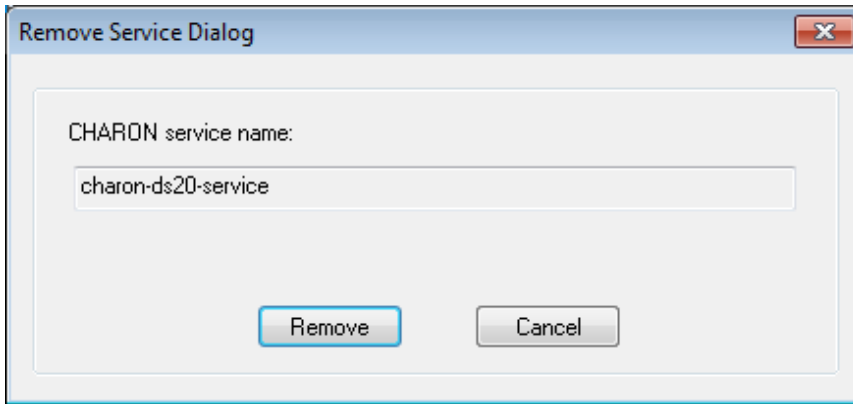 Remove Service Dialog
CHARON service name:
charon-ds20-service
Remove Cancel